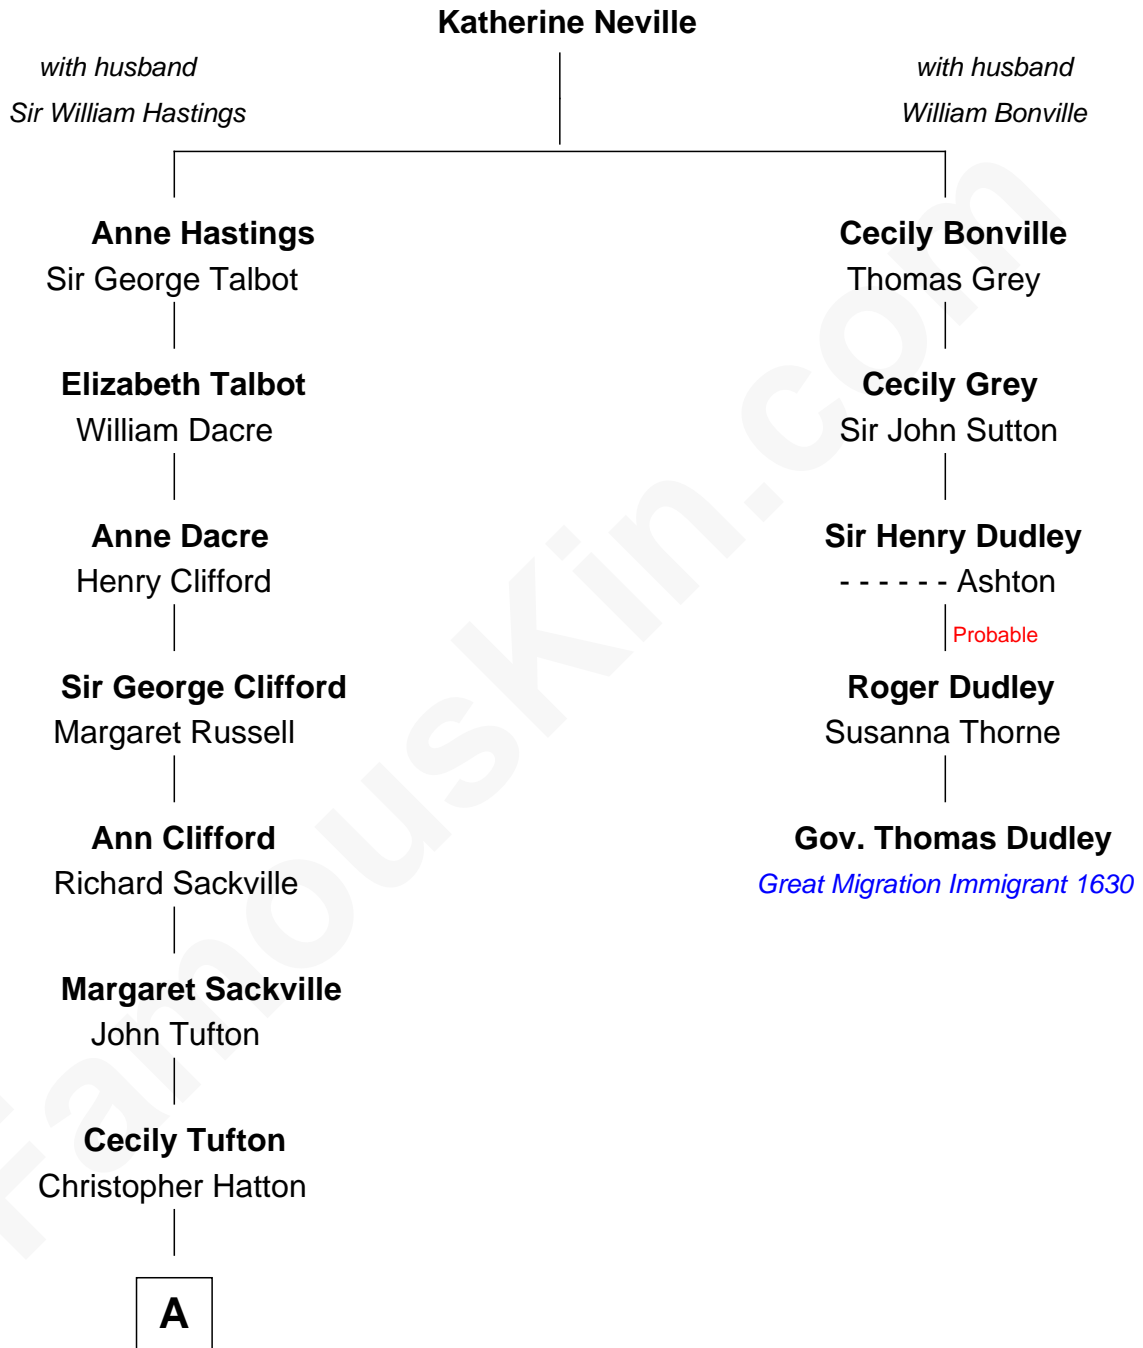 Katherine Neville
with husband
Sir William Hastings
with husband
William Bonville
Anne Hastings
Sir George Talbot
Elizabeth Talbot
William Dacre
Anne Dacre
Henry Clifford
Sir George Clifford
Margaret Russell
Ann Clifford
Richard Sackville
Margaret Sackville
John Tufton
Cecily Tufton
Christopher Hatton
A
Cecily Bonville
Thomas Grey
Cecily Grey
Sir John Sutton
Sir Henry Dudley
- - - - - - Ashton
Probable
Roger Dudley
Susanna Thorne
Gov. Thomas Dudley
Great Migration Immigrant 1630
FamousKin.com